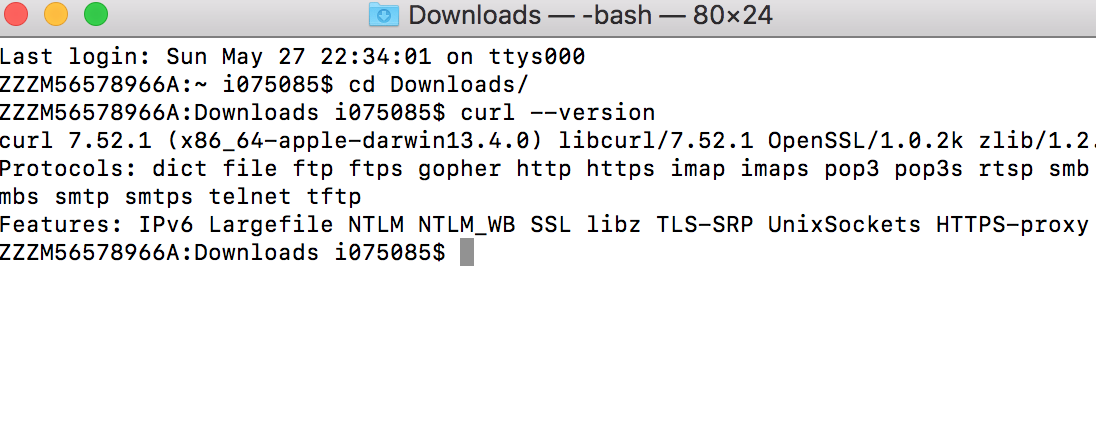 Downloads — -bash — 80×24
Last login: Sun May 27 22:34:01 on ttys000
ZZZM56578966A:~ i075085$ cd Downloads/
ZZZM56578966A:Downloads i075085$ curl --version
curl 7.52.1 (x86_64-apple-darwin13.4.0) libcurl/7.52.1 OpenSSL/1.0.2k zlib/1.2.
Protocols: dict file ftp ftps gopher http https imap imaps pop3 pop3s rtsp smb
mbs smtp smtps telnet tftp
Features: IPv6 Largefile NTLM NTLM_WB SSL libz TLS-SRP UnixSockets HTTPS-proxy
ZZZM56578966A:Downloads i075085$